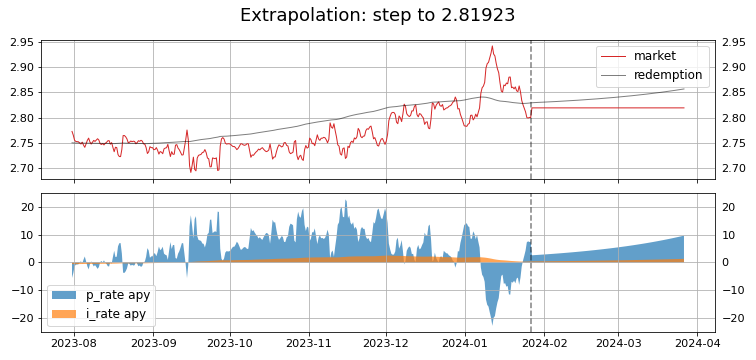 Extrapolation: step to 2.81923
2.95 2.95
2.90 2.90
2.85 2.85
2.80 2.80
2.75 2.75
2.70 2.70
market
redemption
20 20
10 10
0 0
−10 −10
−20 −20
p_rate apy
i_rate apy
2023-08 2023-09 2023-10 2023-11 2023-12 2024-01 2024-02 2024-03 2024-04